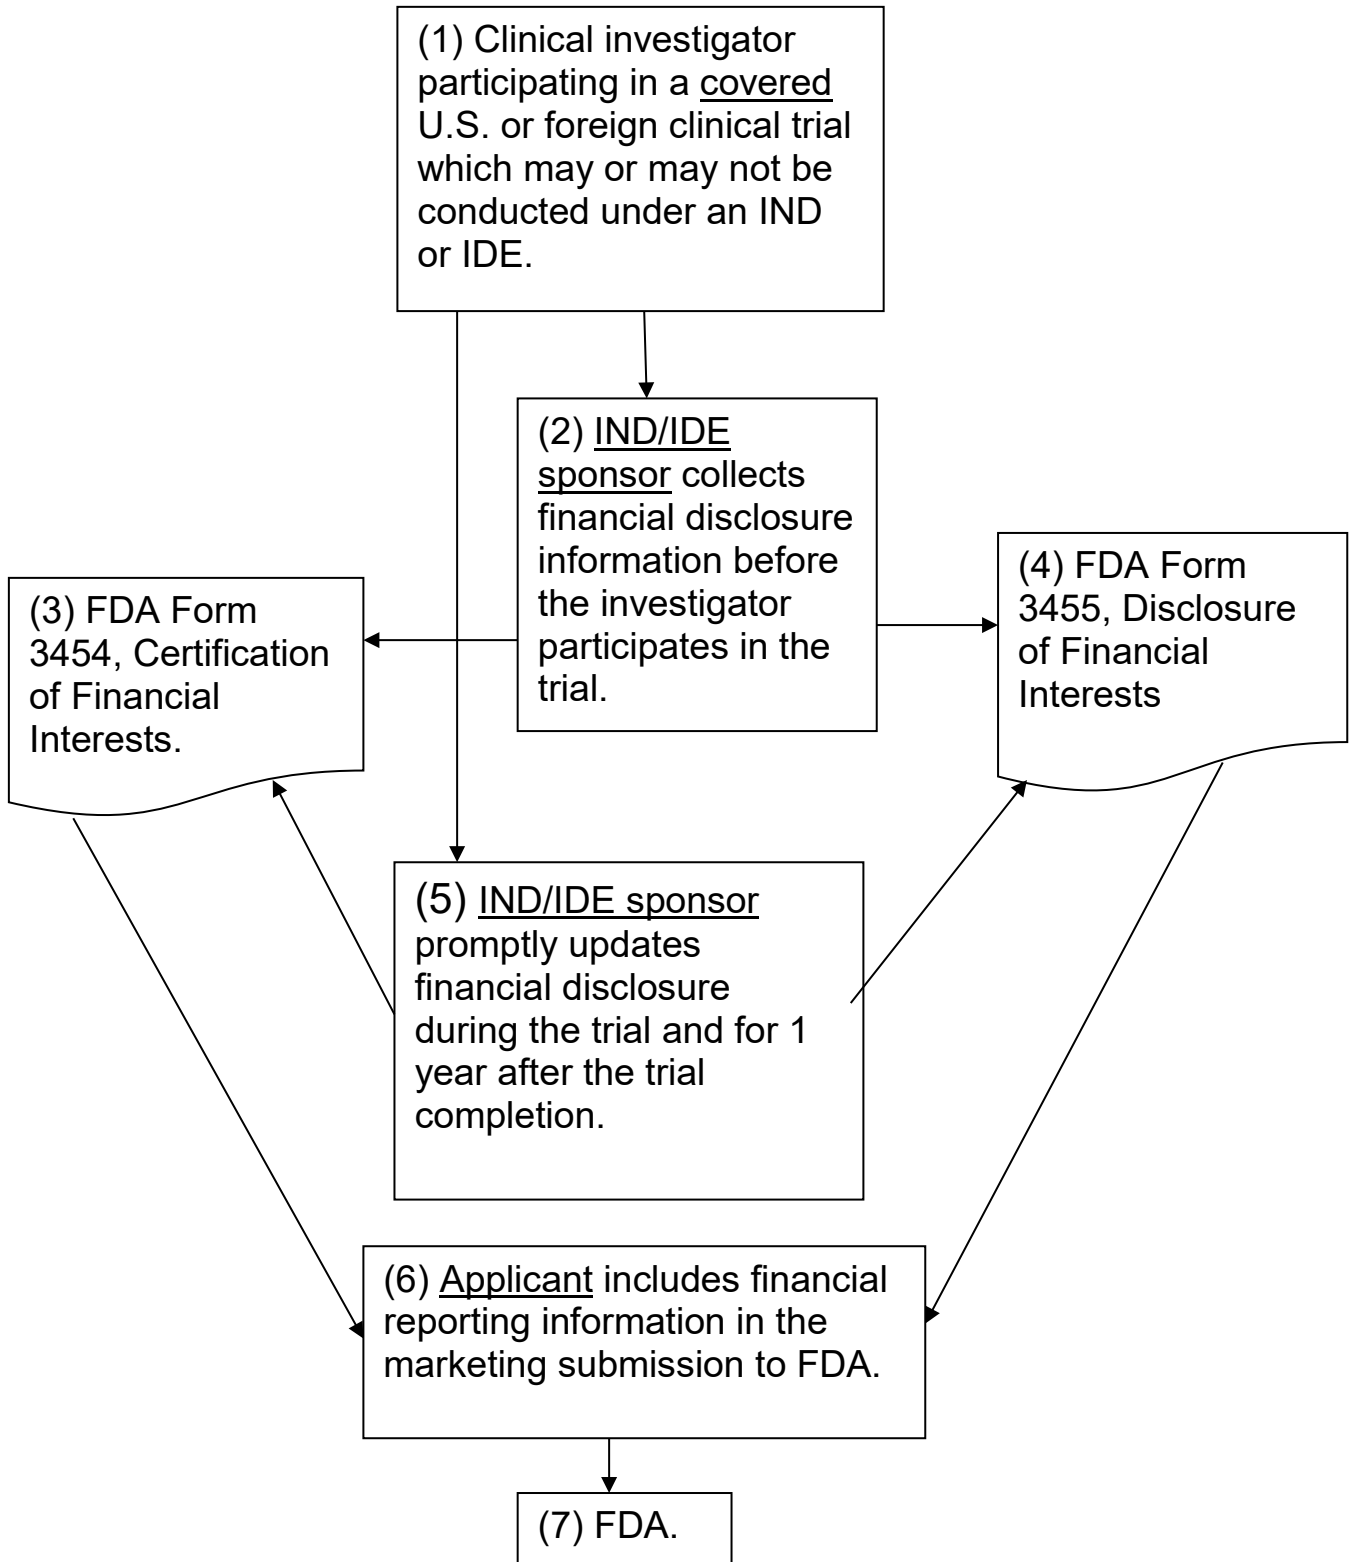 (1) Clinical investigator
participating in a covered
U.S. or foreign clinical trial
which may or may not be
conducted under an IND
or IDE.
(2) IND/IDE
sponsor collects
financial disclosure
information before
the investigator
participates in the
trial.
(3) FDA Form
3454, Certification
of Financial
Interests.
(4) FDA Form
3455, Disclosure
of Financial
Interests
(5) IND/IDE sponsor
promptly updates
financial disclosure
during the trial and for 1
year after the trial
completion.
(6) Applicant includes financial
reporting information in the
marketing submission to FDA.
(7) FDA.